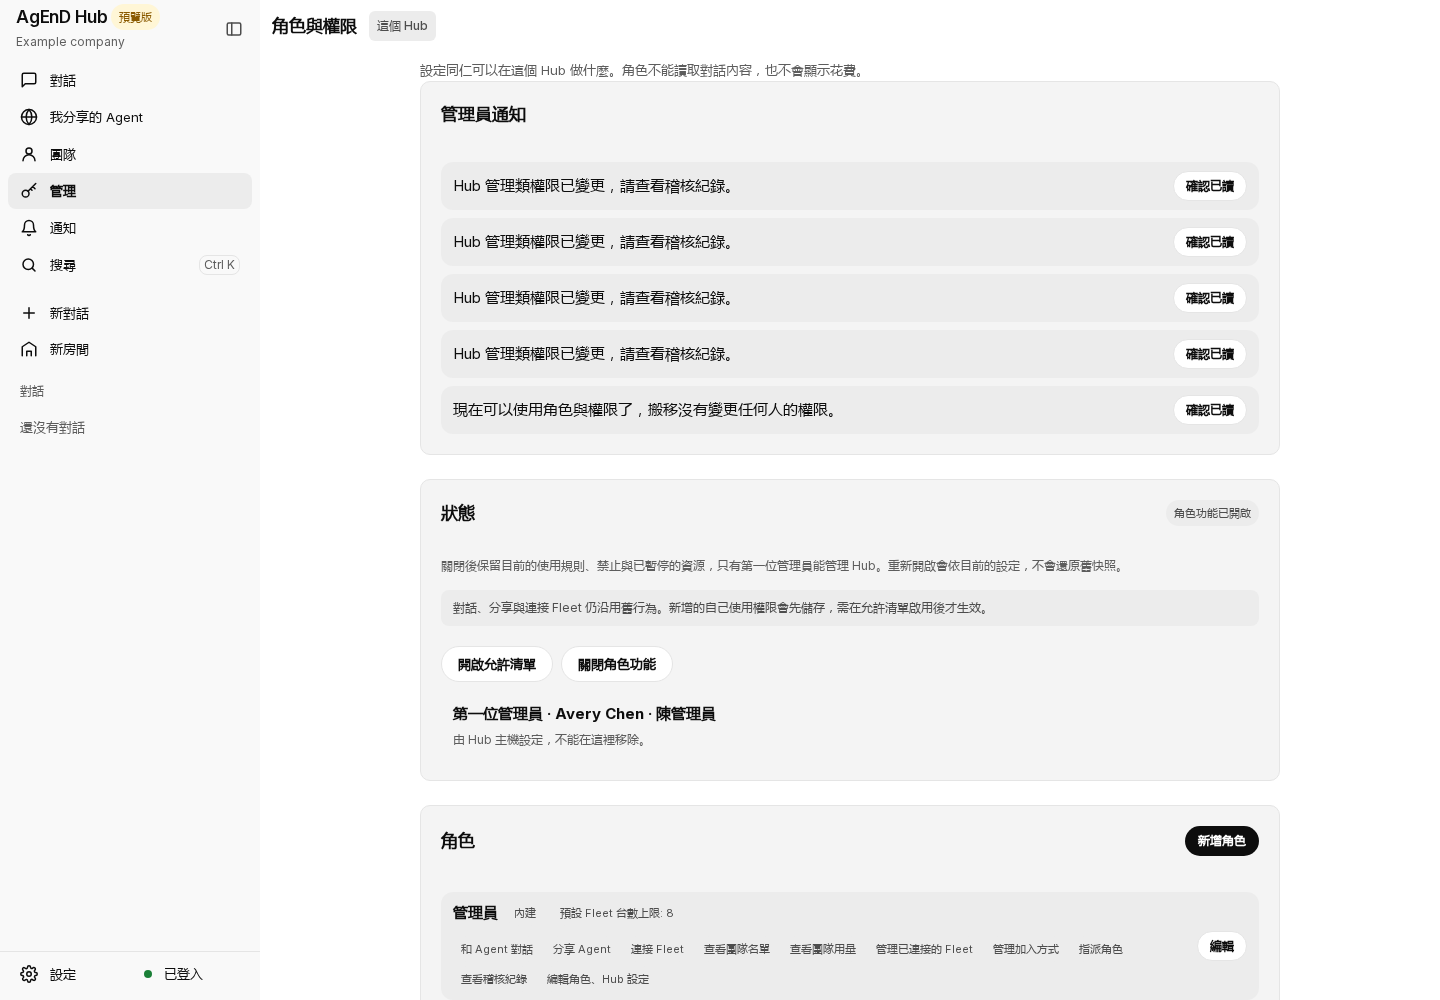 AgEnD Hub 預覽版
Example company
對話
我分享的 Agent
團隊
管理
通知
搜尋 Ctrl K
新對話
新房間
對話
還沒有對話
設定 已登入
角色與權限 這個 Hub
設定同仁可以在這個 Hub 做什麼。角色不能讀取對話內容，也不會顯示花費。
管理員通知
Hub 管理類權限已變更，請查看稽核紀錄。 確認已讀
Hub 管理類權限已變更，請查看稽核紀錄。 確認已讀
Hub 管理類權限已變更，請查看稽核紀錄。 確認已讀
Hub 管理類權限已變更，請查看稽核紀錄。 確認已讀
現在可以使用角色與權限了，搬移沒有變更任何人的權限。 確認已讀
狀態 角色功能已開啟
關閉後保留目前的使用規則、禁止與已暫停的資源，只有第一位管理員能管理 Hub。重新開啟會依目前的設定，不會還原舊快照。
對話、分享與連接 Fleet 仍沿用舊行為。新增的自己使用權限會先儲存，需在允許清單啟用後才生效。
開啟允許清單 關閉角色功能
第一位管理員 · Avery Chen · 陳管理員
由 Hub 主機設定，不能在這裡移除。
角色 新增角色
管理員 內建 預設 Fleet 台數上限: 8
和 Agent 對話 分享 Agent 連接 Fleet 查看團隊名單 查看團隊用量 管理已連接的 Fleet 管理加入方式 指派角色
編輯
查看稽核紀錄 編輯角色、Hub 設定